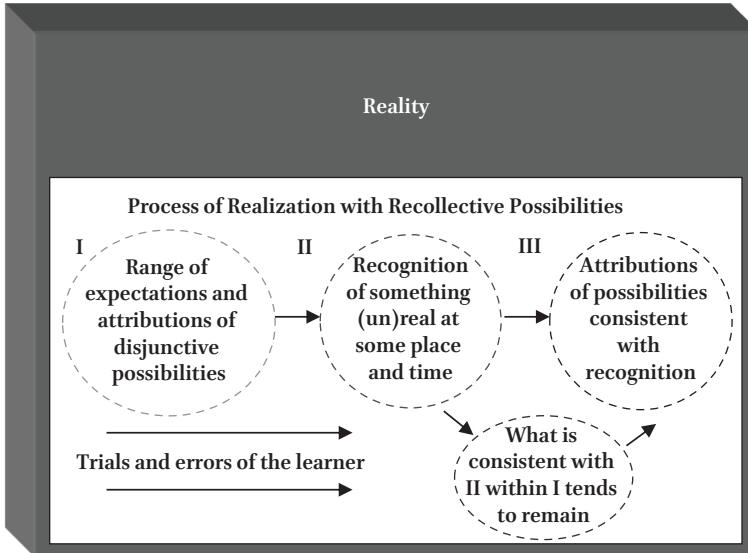 Reality
Process of Realization with Recollective Possibilities
I
Range of
expectations and
attributions of
disjunctive
possibilities
II
Recognition
of something
(un)real at
some place
and time
III
Attributions
of possibilities
consistent
with
recognition
Trials and errors of the learner
What is
consistent with
II within I tends
to remain